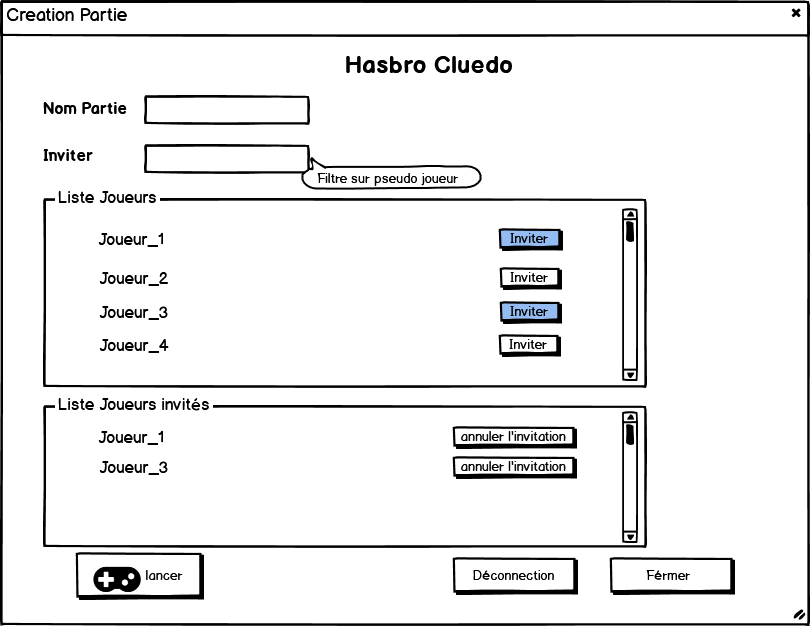 Creation Partie
Hasbro Cluedo
Nom Partie
Inviter
Filtre sur pseudo joueur
Liste Joueurs
Joueur_1 Inviter
Joueur_2 Inviter
Joueur_3 Inviter
Joueur_4 Inviter
Liste Joueurs invités
Joueur_1 annuler l'invitation
Joueur_3 annuler l'invitation
lancer Déconnection Férmer